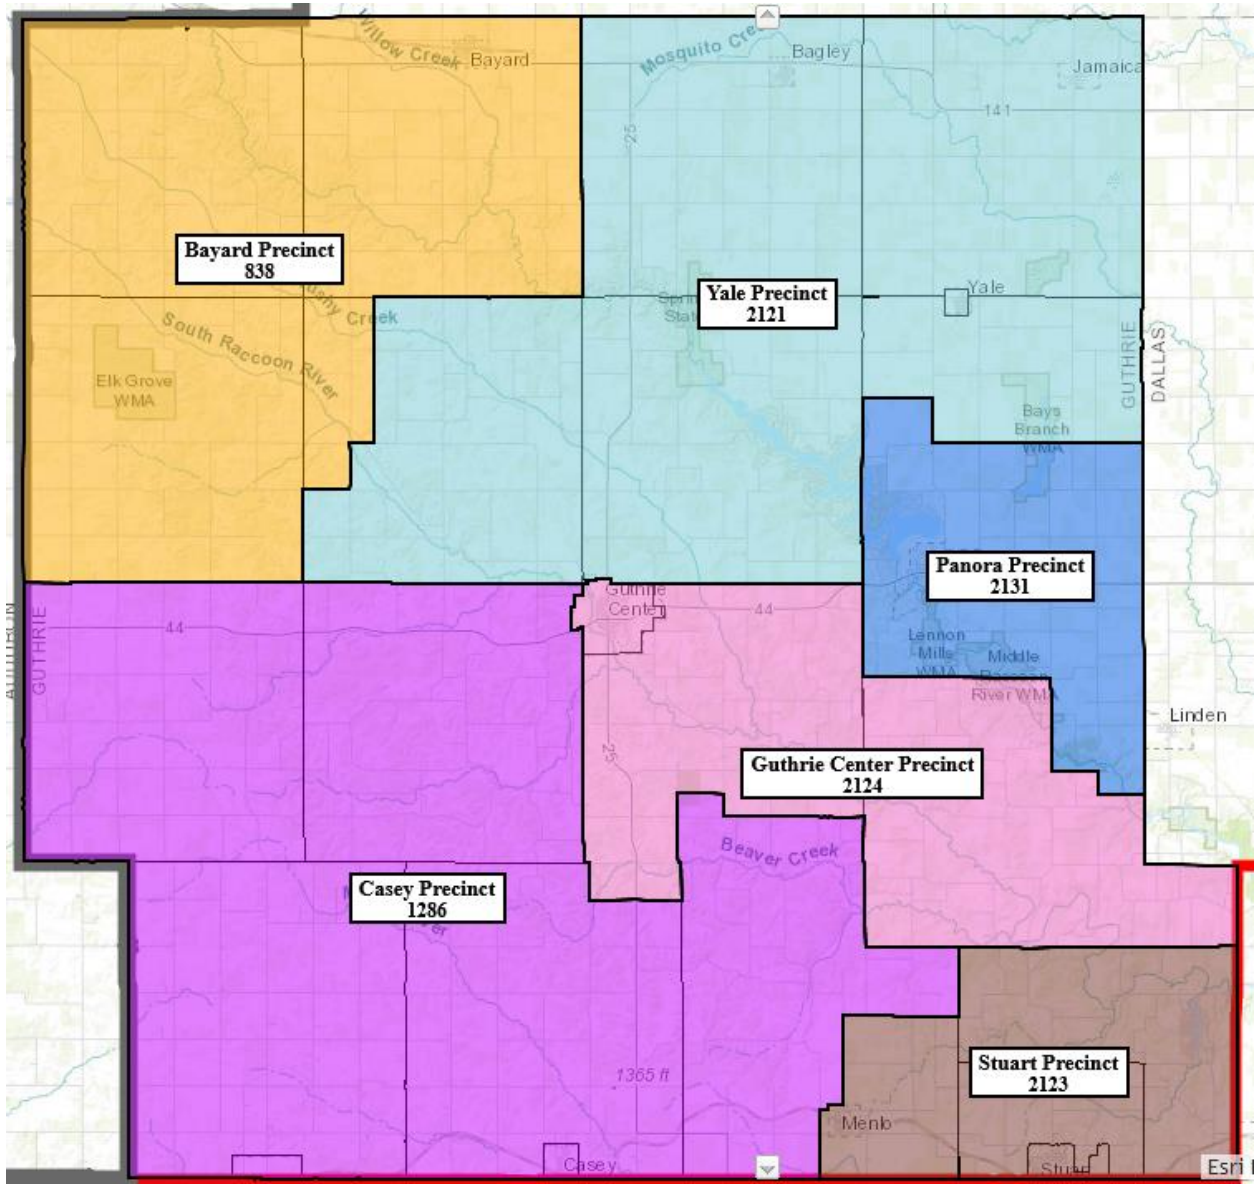 Willow Creek
Bayard
Mosquito Cre
Bagley
Jamaica
141
25
Bayard Precinct
838
Creek
South Raccoon River
Yale Precinct
2121
Yale
Elk Grove
WMA
GUTHRIE
DALLAS
Bays
Branch
WMA
Panora Precinct
2131
Guthrie
Center
44
44
GUTHRIE
Lennon
Mills
WMA
Middle
River WMA
Linden
25
Guthrie Center Precinct
2124
Beaver Creek
Casey Precinct
1286
1365 ft
Stuart Precinct
2123
Menlo
Casey
Esri